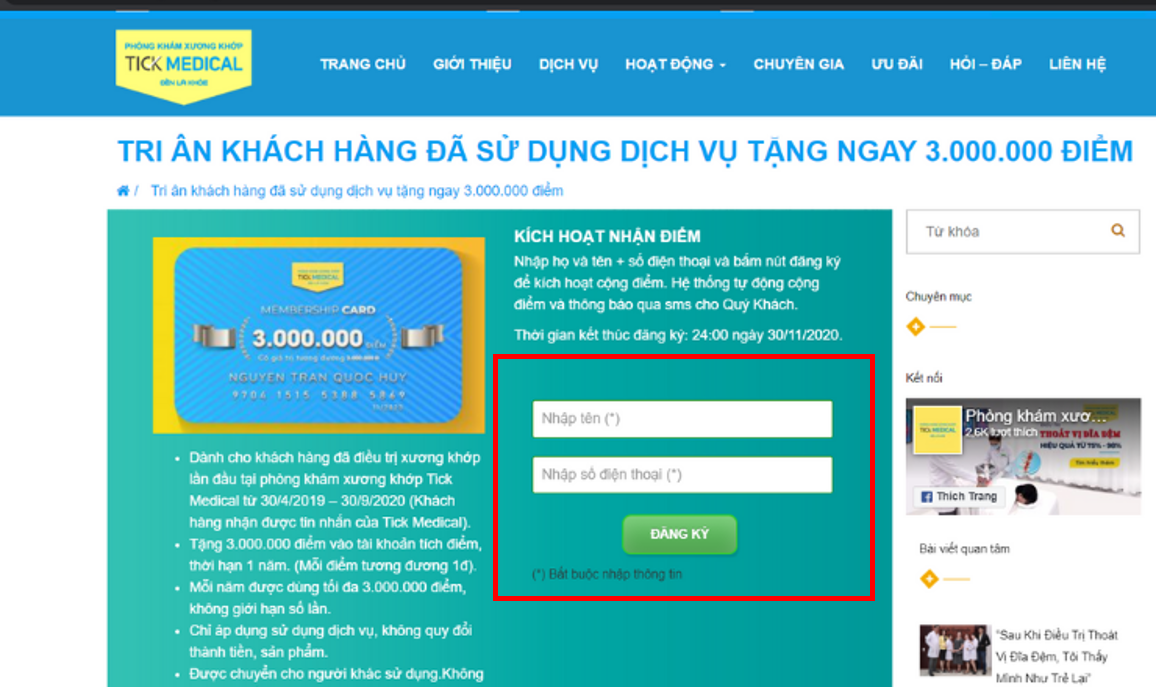 PHÒNG KHÁM XƯƠNG KHỚP
TICK MEDICAL
ĐẾN LÀ KHỎE
TRANG CHỦ
GIỚI THIỆU
DỊCH VỤ
HOẠT ĐỘNG
CHUYÊN GIA
ƯU ĐÃI
HỎI – ĐÁP
LIÊN HỆ
TRI ÂN KHÁCH HÀNG ĐÃ SỬ DỤNG DỊCH VỤ TẶNG NGAY 3.000.000 ĐIỂM
/ Tri ân khách hàng đã sử dụng dịch vụ tặng ngay 3.000.000 điểm
TICK MEDICAL
MEMBERSHIP CARD
3.000.000 ĐIỂM
Có giá trị tương đương
NGUYEN TRAN QUOC HUY
9704 1515 5388 5869
Dành cho khách hàng đã điều trị xương khớp
lần đầu tại phòng khám xương khớp Tick
Medical từ 30/4/2019 – 30/9/2020 (Khách
hàng nhận được tin nhắn của Tick Medical).
Tặng 3.000.000 điểm vào tài khoản tích điểm,
thời hạn 1 năm. (Mỗi điểm tương đương 1đ).
Mỗi năm được dùng tối đa 3.000.000 điểm,
không giới hạn số lần.
Chỉ áp dụng sử dụng dịch vụ, không quy đổi
thành tiền, sản phẩm.
Được chuyển cho người khác sử dụng.Không
KÍCH HOẠT NHẬN ĐIỂM
Nhập họ và tên + số điện thoại và bấm nút đăng ký
để kích hoạt cộng điểm. Hệ thống tự động cộng
điểm và thông báo qua sms cho Quý Khách.
Thời gian kết thúc đăng ký: 24:00 ngày 30/11/2020.
Nhập tên (*)
Nhập số điện thoại (*)
ĐĂNG KÝ
(*) Bắt buộc nhập thông tin
Từ khóa
Chuyên mục
Kết nối
Phòng khám xươ...
2,6K lượt thích
THOÁT VỊ ĐĨA ĐỆM
HIỆU QUẢ TỪ 75% - 98%
Tìm hiểu thêm
Thích Trang
Bài viết quan tâm
"Sau Khi Điều Trị Thoát
Vị Đĩa Đệm, Tôi Thấy
Mình Như Trẻ Lại"